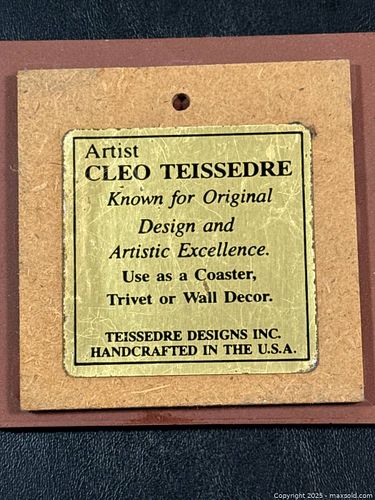 Artist
CLEO TEISSEDRE
Known for Original
Design and
Artistic Excellence.
Use as a Coaster,
Trivet or Wall Decor.
TEISSEDRE DESIGNS INC.
HANDCRAFTED IN THE U.S.A.
Copyright 2025 - maxsold.com